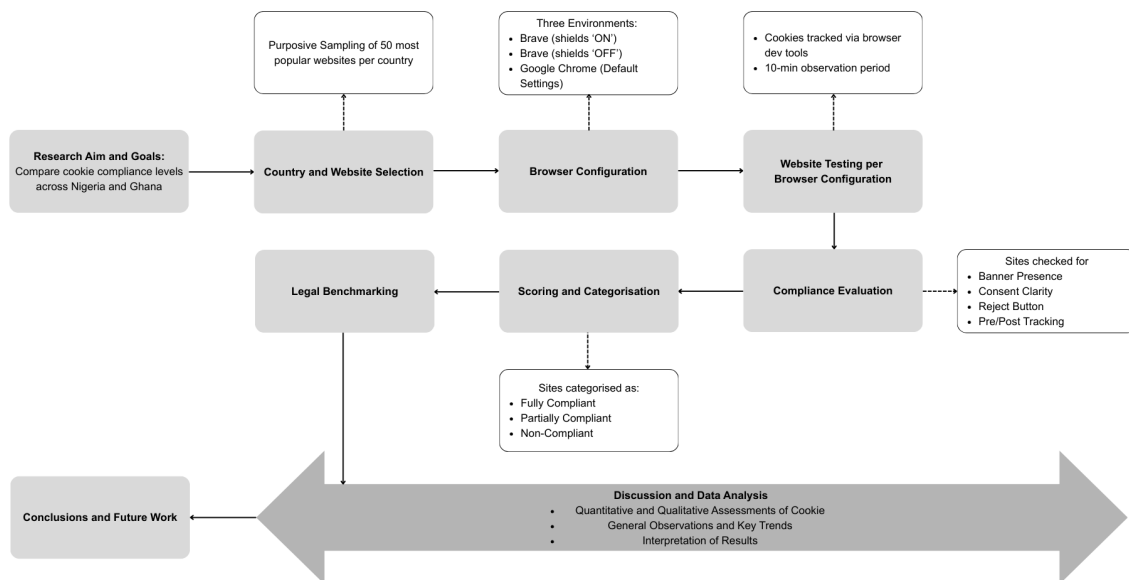 Purposive Sampling of 50 most
popular websites per country
Three Environments:
• Brave (shields ‘ON’)
• Brave (shields ‘OFF’)
• Google Chrome (Default
Settings)
• Cookies tracked via browser
dev tools
• 10-min observation period
Research Aim and Goals:
Compare cookie compliance levels
across Nigeria and Ghana
Country and Website Selection
Browser Configuration
Website Testing per
Browser Configuration
Legal Benchmarking
Scoring and Categorisation
Compliance Evaluation
Sites checked for
• Banner Presence
• Consent Clarity
• Reject Button
• Pre/Post Tracking
Sites categorised as:
• Fully Compliant
• Partially Compliant
• Non-Compliant
Conclusions and Future Work
Discussion and Data Analysis
• Quantitative and Qualitative Assessments of Cookie
• General Observations and Key Trends
• Interpretation of Results